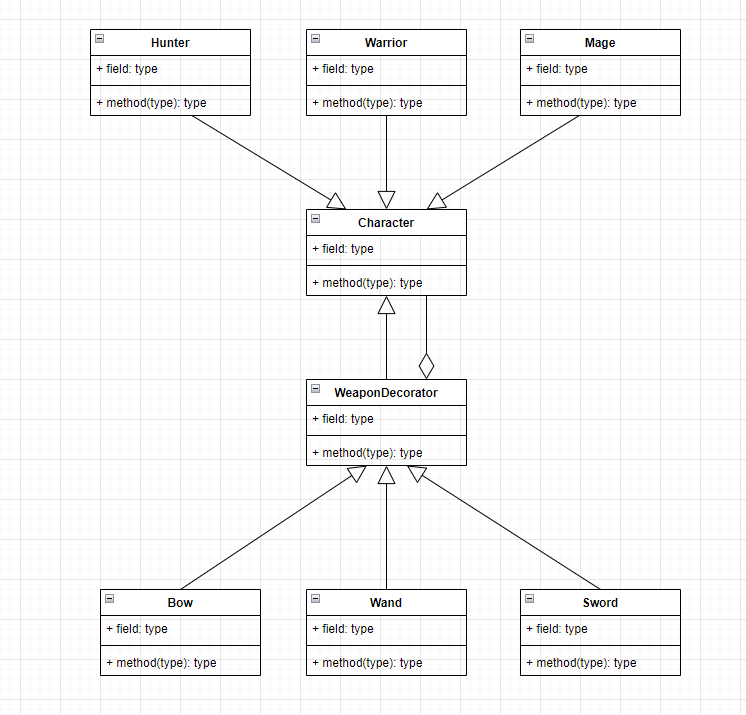 Hunter
+ field: type
+ method(type): type
Warrior
+ field: type
+ method(type): type
Mage
+ field: type
+ method(type): type
Character
+ field: type
+ method(type): type
WeaponDecorator
+ field: type
+ method(type): type
Bow
+ field: type
+ method(type): type
Wand
+ field: type
+ method(type): type
Sword
+ field: type
+ method(type): type